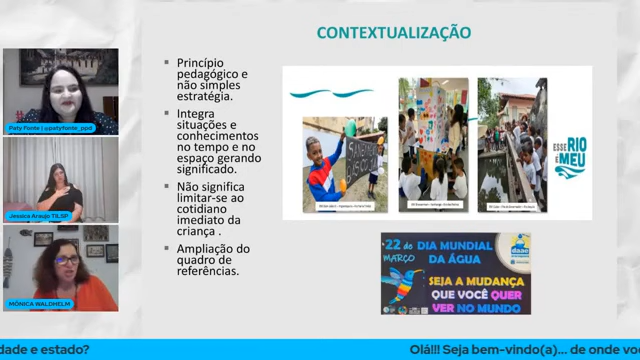 CONTEXTUALIZAÇÃO
Princípio
pedagógico e
não simples
estratégia.
Integra
situações e
conhecimentos
no tempo e no
espaço gerando
significado.
Não significa
limitar-se ao
cotidiano
imediato da
criança .
Ampliação do
quadro de
referências.
Paty Fonte | @patyfonte_ppd
Jessica Araujo TILSP
MÔNICA WALDHELM
ESSE RIO
É MEU
22 de
MARÇO
DIA MUNDIAL
DA ÁGUA
daae
SEJA A MUDANÇA
QUE VOCÊ QUER
VER NO MUNDO
dade e estado?
Olá!!! Seja bem-vindo(a)... de onde vo